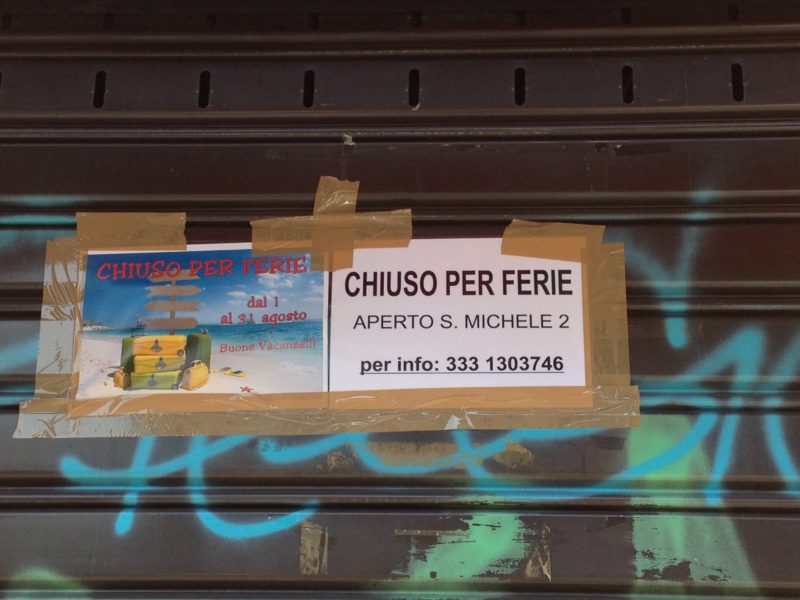 CHIUSO PER FERIE
dal 1
al 31 agosto
Buone Vacanze!!!
CHIUSO PER FERIE
APERTO S. MICHELE 2
per info: 333 1303746